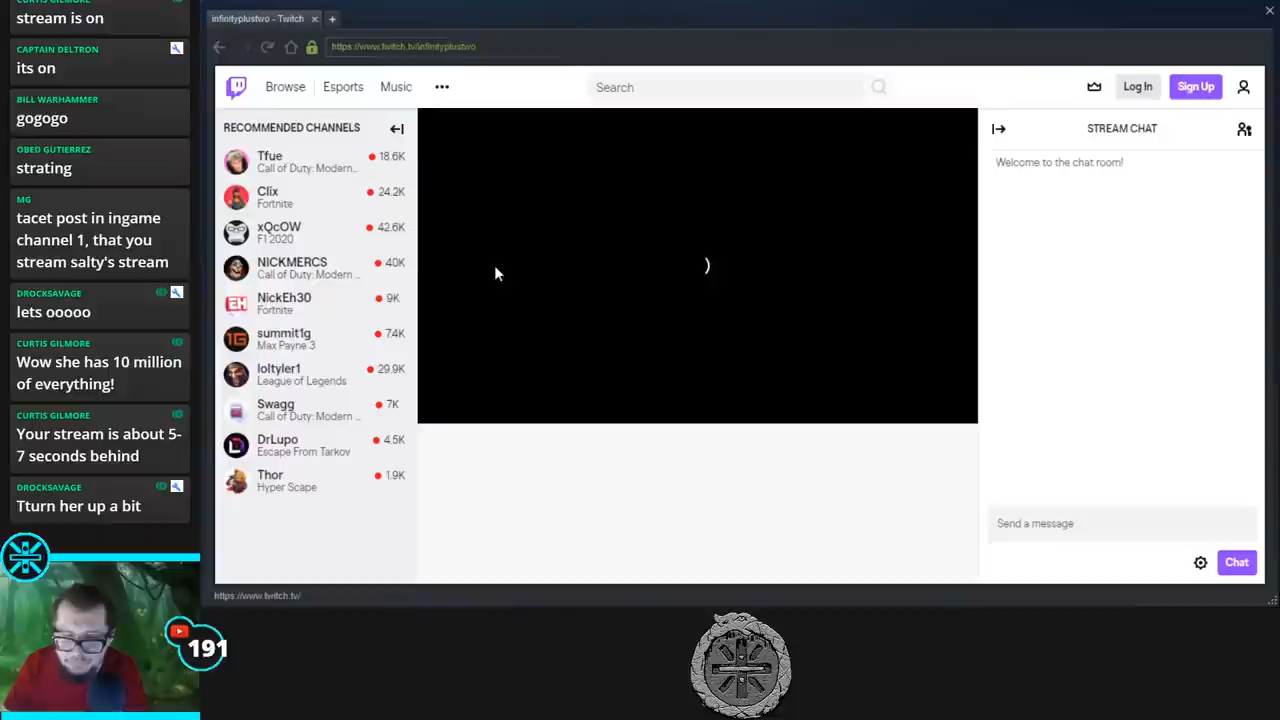 CURTIS GILMORE
stream is on
CAPTAIN DELTRON
its on
BILL WARHAMMER
gogogo
OBED GUTIERREZ
strating
MG
tacet post in ingame
channel 1, that you
stream salty's stream
DROCKSAVAGE
lets ooooo
CURTIS GILMORE
Wow she has 10 million
of everything!
CURTIS GILMORE
Your stream is about 5-
7 seconds behind
DROCKSAVAGE
Tturn her up a bit
191
infinityplustwo - Twitch
https://www.twitch.tv/infinityplustwo
Browse Esports Music
Search
Log In Sign Up
RECOMMENDED CHANNELS
Tfue 18.6K
Call of Duty: Modern...
Clix 24.2K
Fortnite
xQcOW 42.6K
F1 2020
NICKMERCS 40K
Call of Duty: Modern ...
EH
NickEh30 9K
Fortnite
1G
summit1g 7.4K
Max Payne 3
loltyler1 29.9K
League of Legends
Swagg 7K
Call of Duty: Modern ...
DrLupo 4.5K
Escape From Tarkov
Thor 1.9K
Hyper Scape
STREAM CHAT
Welcome to the chat room!
Send a message
Chat
https://www.twitch.tv/